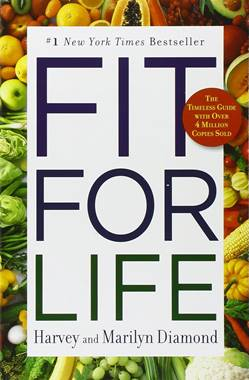 #1 New York Times Bestseller
FIT
THE
TIMELESS GUIDE
WITH OVER
4 MILLION
COPIES SOLD
FOR
LIFE
Harvey and Marilyn Diamond